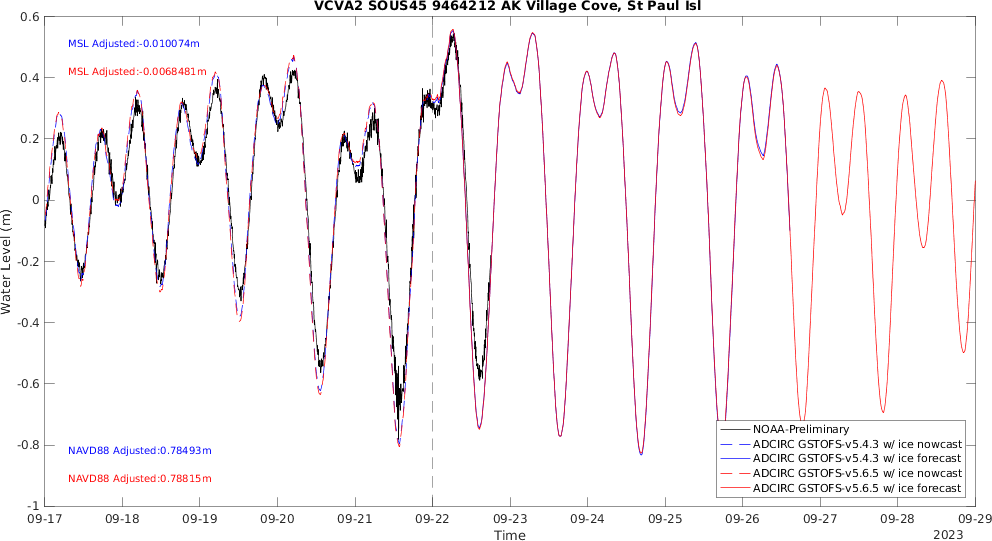 VCVA2 SOUS45 9464212 AK Village Cove, St Paul Isl
0.6
MSL Adjusted:-0.010074m
MSL Adjusted:-0.0068481m
0.4
0.2
0
-0.2
-0.4
-0.6
-0.8
-1
Water Level (m)
NAVD88 Adjusted:0.78493m
NAVD88 Adjusted:0.78815m
NOAA-Preliminary
ADCIRC GSTOFS-v5.4.3 w/ ice nowcast
ADCIRC GSTOFS-v5.4.3 w/ ice forecast
ADCIRC GSTOFS-v5.6.5 w/ ice nowcast
ADCIRC GSTOFS-v5.6.5 w/ ice forecast
09-17 09-18 09-19 09-20 09-21 09-22 09-23 09-24 09-25 09-26 09-27 09-28 09-29
Time
2023